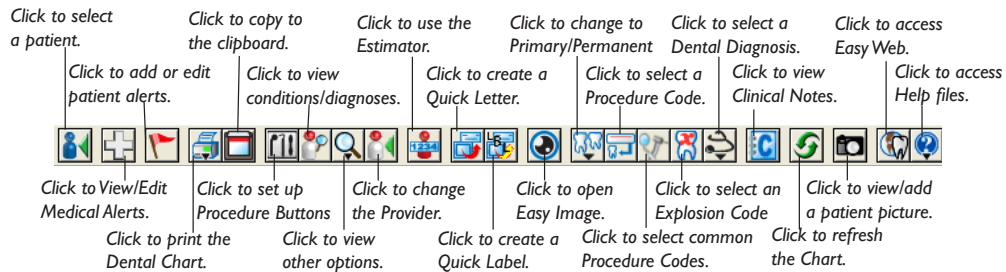 Click to select
a patient.
Click to add or edit
patient alerts.
Click to copy to
the clipboard.
Click to view
conditions/diagnoses.
Click to use the
Estimator.
Click to create a
Quick Letter.
Click to change to
Primary/Permanent
Click to select a
Procedure Code.
Click to select a
Dental Diagnosis.
Click to view
Clinical Notes.
Click to access
Easy Web.
Click to access
Help files.
1234
LBL
C
?
Click to View/Edit
Medical Alerts.
Click to print the
Dental Chart.
Click to set up
Procedure Buttons
Click to view
other options.
Click to change
the Provider.
Click to create a
Quick Label.
Click to open
Easy Image.
Click to select common
Procedure Codes.
Click to select an
Explosion Code
Click to refresh
the Chart.
Click to view/add
a patient picture.